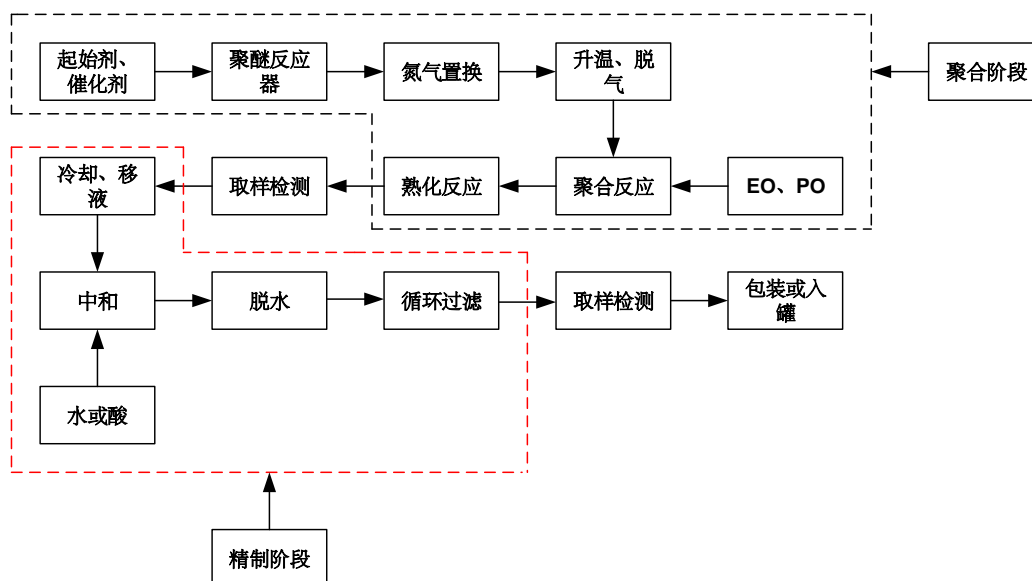 起始剂、
催化剂
聚醚反应
器
氮气置换
升温、脱
气
聚合阶段
冷却、移
液
取样检测
熟化反应
聚合反应
EO、PO
中和
脱水
循环过滤
取样检测
包装或入
罐
水或酸
精制阶段